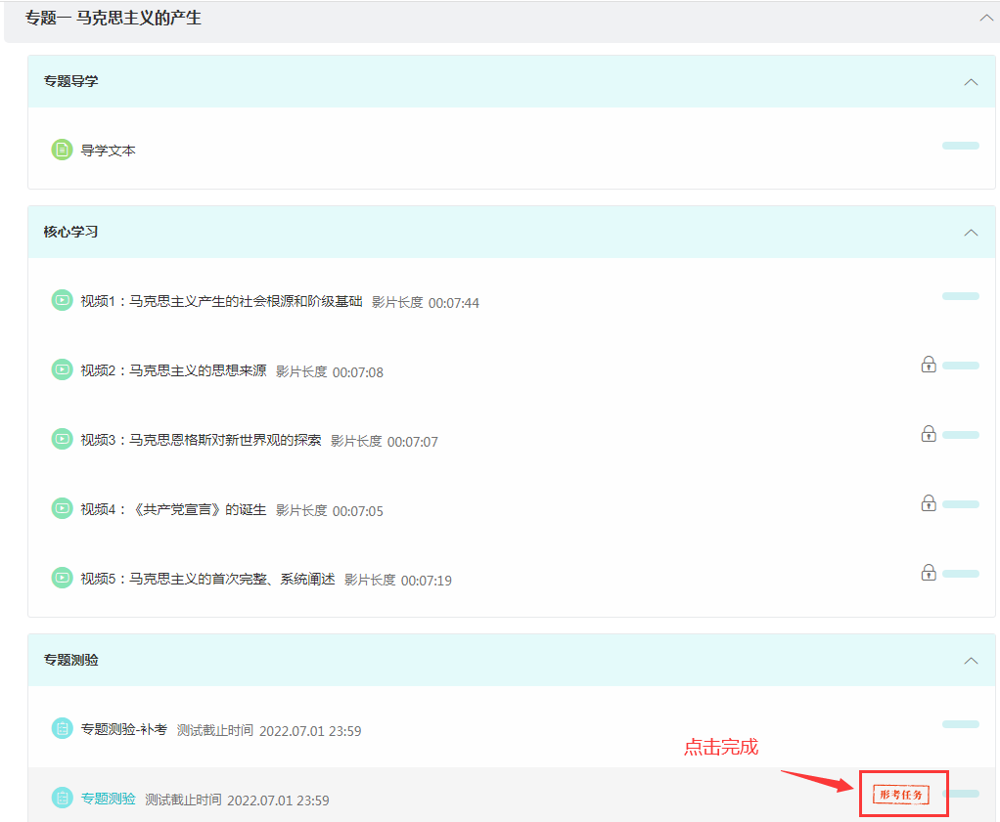 专题一 马克思主义的产生
专题导学
导学文本
核心学习
视频1：马克思主义产生的社会根源和阶级基础 影片长度 00:07:44
视频2：马克思主义的思想来源 影片长度 00:07:08
视频3：马克思恩格斯对新世界观的探索 影片长度 00:07:07
视频4：《共产党宣言》的诞生 影片长度 00:07:05
视频5：马克思主义的首次完整、系统阐述 影片长度 00:07:19
专题测验
专题测验-补考 测试截止时间 2022.07.01 23:59
点击完成
专题测验 测试截止时间 2022.07.01 23:59 形考任务